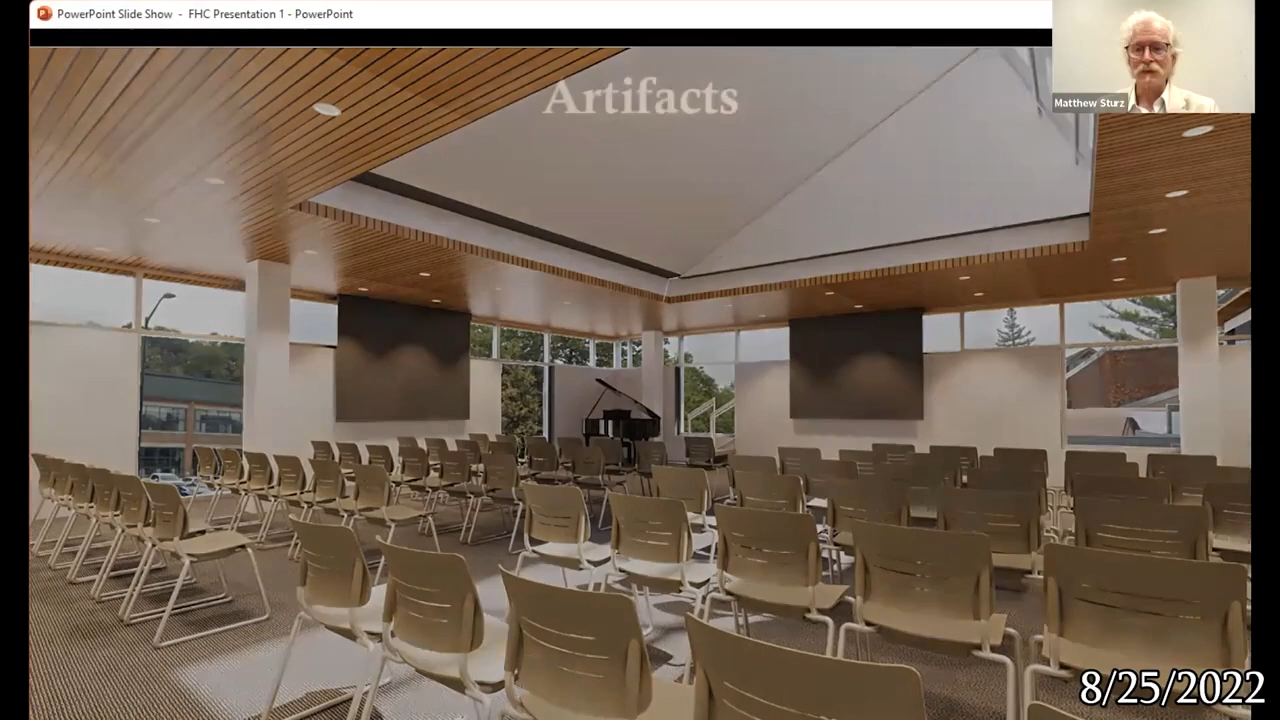 PowerPoint Slide Show - FHC Presentation 1 - PowerPoint
Artifacts
Matthew Sturz
8/25/2022